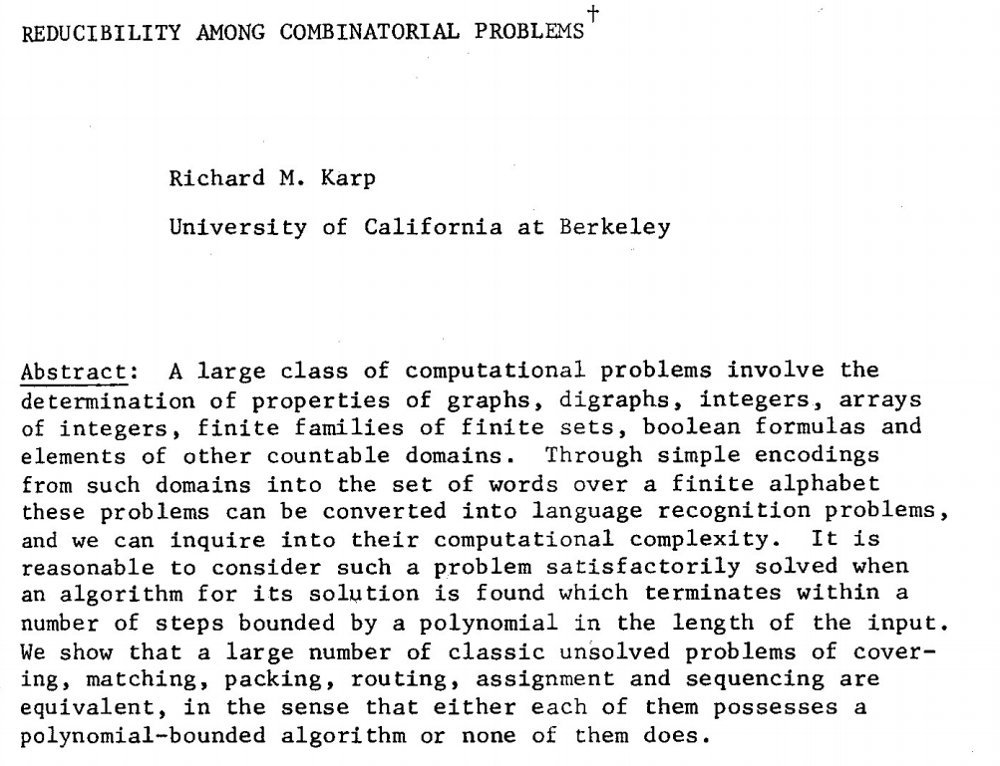 REDUCIBILITY AMONG COMBINATORIAL PROBLEMS†
Richard M. Karp
University of California at Berkeley
Abstract: A large class of computational problems involve the
determination of properties of graphs, digraphs, integers, arrays
of integers, finite families of finite sets, boolean formulas and
elements of other countable domains. Through simple encodings
from such domains into the set of words over a finite alphabet
these problems can be converted into language recognition problems,
and we can inquire into their computational complexity. It is
reasonable to consider such a problem satisfactorily solved when
an algorithm for its solution is found which terminates within a
number of steps bounded by a polynomial in the length of the input.
We show that a large number of classic unsolved problems of cover-
ing, matching, packing, routing, assignment and sequencing are
equivalent, in the sense that either each of them possesses a
polynomial-bounded algorithm or none of them does.